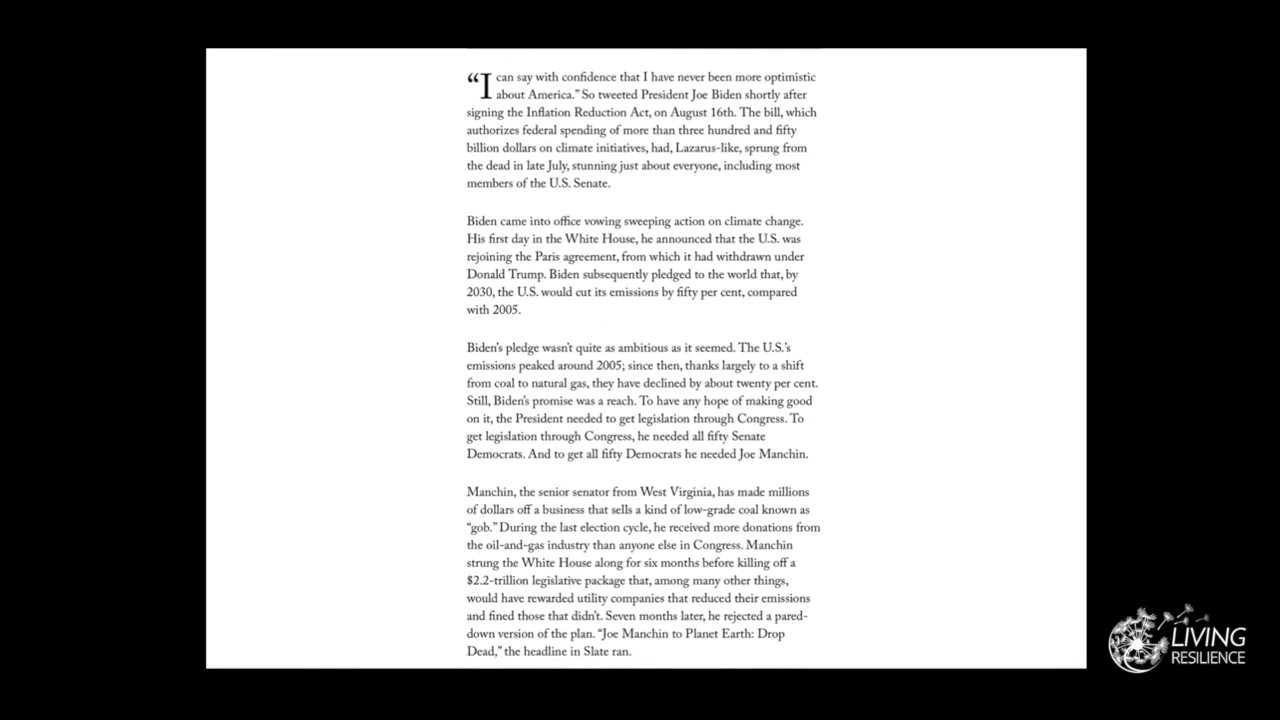 “I can say with confidence that I have never been more optimistic
about America.” So tweeted President Joe Biden shortly after
signing the Inflation Reduction Act, on August 16th. The bill, which
authorizes federal spending of more than three hundred and fifty
billion dollars on climate initiatives, had, Lazarus-like, sprung from
the dead in late July, stunning just about everyone, including most
members of the U.S. Senate.
Biden came into office vowing sweeping action on climate change.
His first day in the White House, he announced that the U.S. was
rejoining the Paris agreement, from which it had withdrawn under
Donald Trump. Biden subsequently pledged to the world that, by
2030, the U.S. would cut its emissions by fifty per cent, compared
with 2005.
Biden’s pledge wasn’t quite as ambitious as it seemed. The U.S.’s
emissions peaked around 2005; since then, thanks largely to a shift
from coal to natural gas, they have declined by about twenty per cent.
Still, Biden’s promise was a reach. To have any hope of making good
on it, the President needed to get legislation through Congress. To
get legislation through Congress, he needed all fifty Senate
Democrats. And to get all fifty Democrats he needed Joe Manchin.
Manchin, the senior senator from West Virginia, has made millions
of dollars off a business that sells a kind of low-grade coal known as
“gob.” During the last election cycle, he received more donations from
the oil-and-gas industry than anyone else in Congress. Manchin
strung the White House along for six months before killing off a
$2.2-trillion legislative package that, among many other things,
would have rewarded utility companies that reduced their emissions
and fined those that didn’t. Seven months later, he rejected a pared-
down version of the plan. “Joe Manchin to Planet Earth: Drop
Dead,” the headline in Slate ran.
LIVING
RESILIENCE